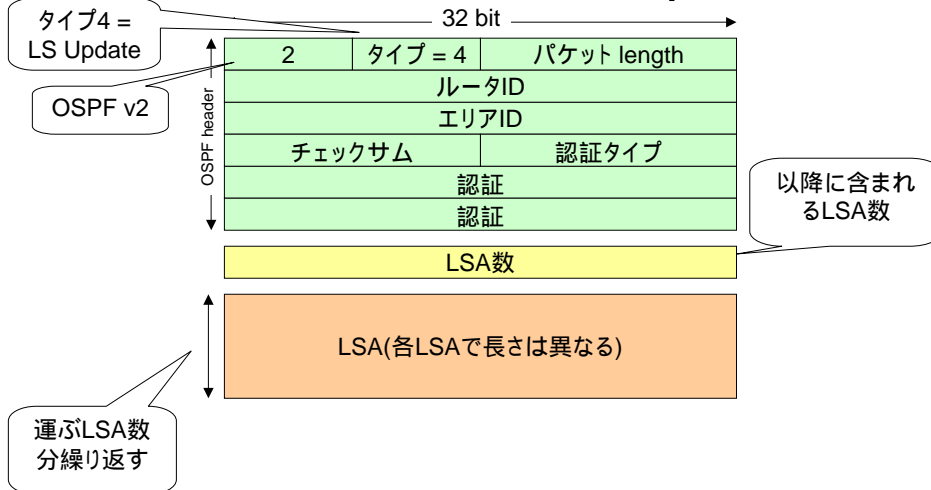 タイプ4 =
LS Update
32 bit
2
タイプ = 4
パケット length
OSPF v2
OSPF header
ルータID
エリアID
チェックサム
認証タイプ
認証
認証
以降に含まれ
るLSA数
LSA数
LSA(各LSAで長さは異なる)
運ぶLSA数
分繰り返す